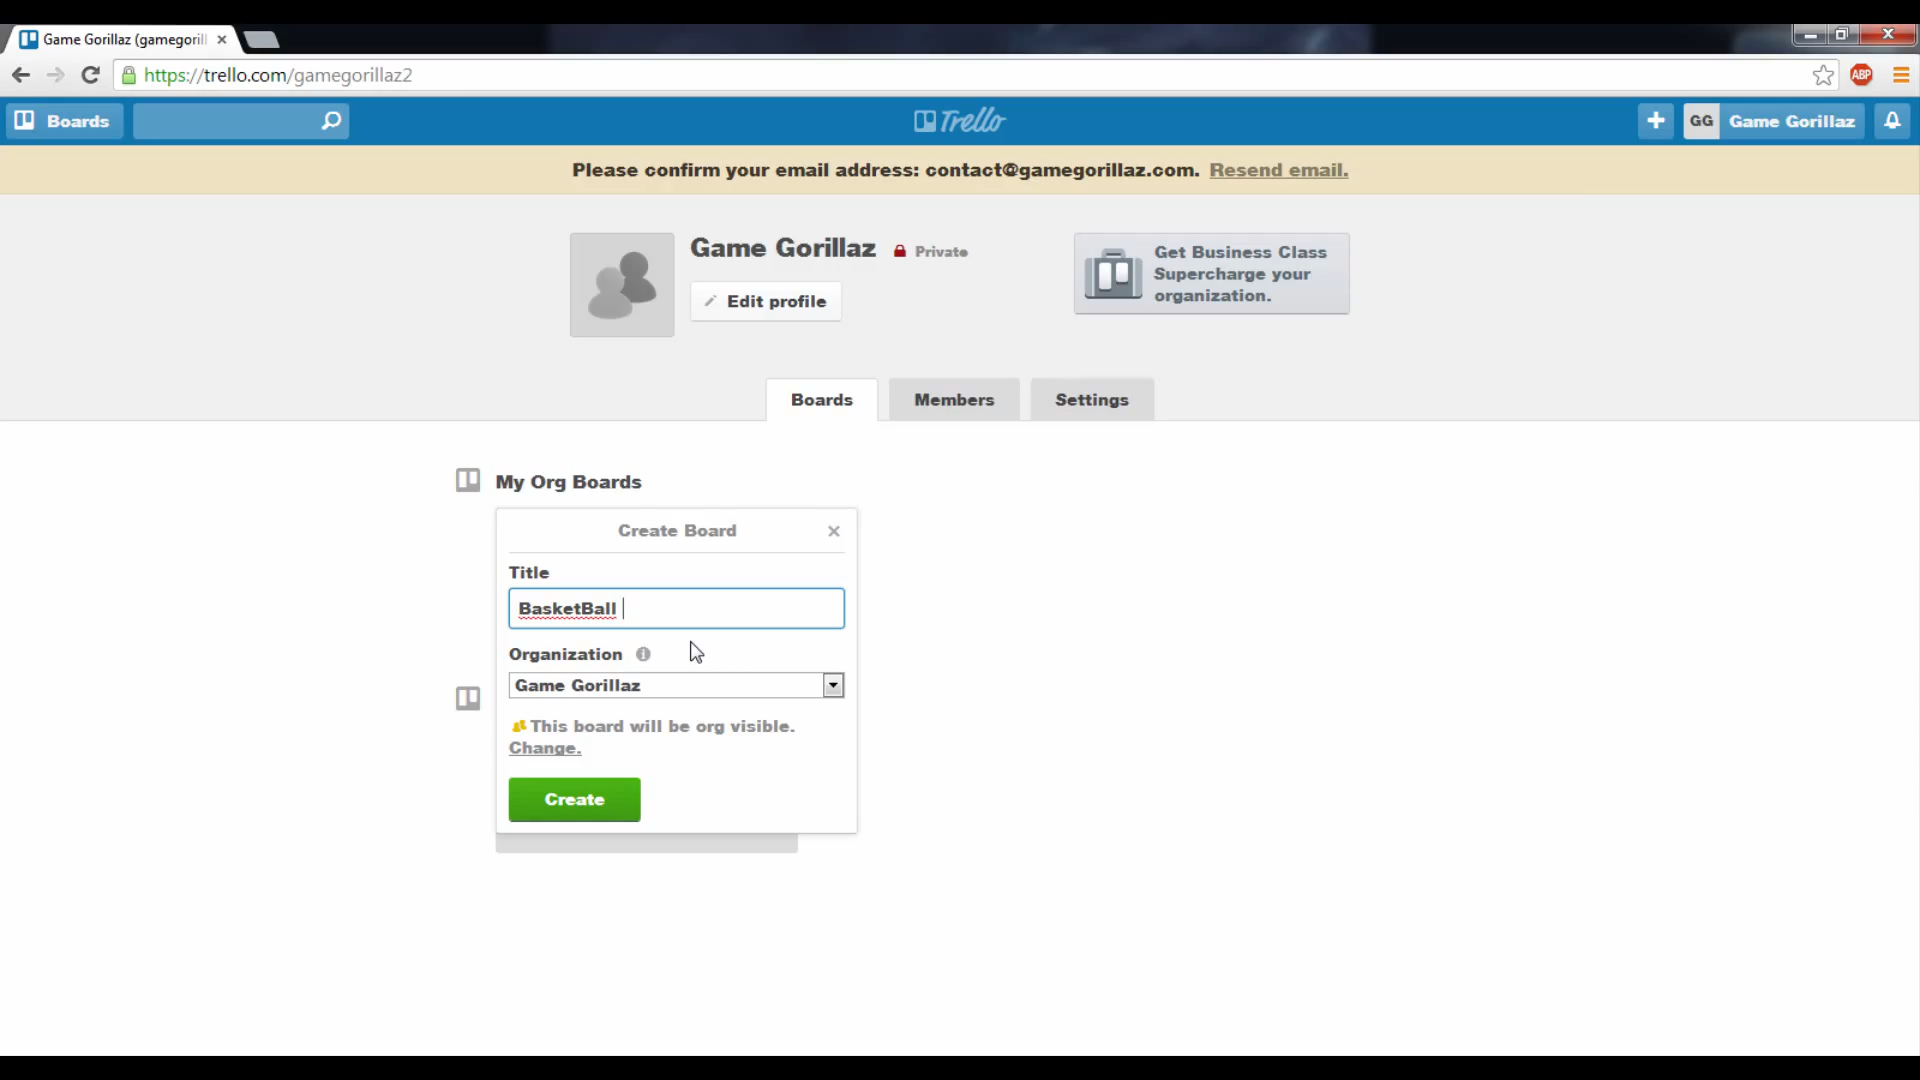 Game Gorillaz (gamegorill
https://trello.com/gamegorillaz2
ABP
Boards
Trello
GG Game Gorillaz
Please confirm your email address: contact@gamegorillaz.com. Resend email.
Game Gorillaz Private
Edit profile
Get Business Class
Supercharge your
organization.
Boards Members Settings
My Org Boards
Create Board
Title
BasketBall
Organization
Game Gorillaz
This board will be org visible.
Change.
Create